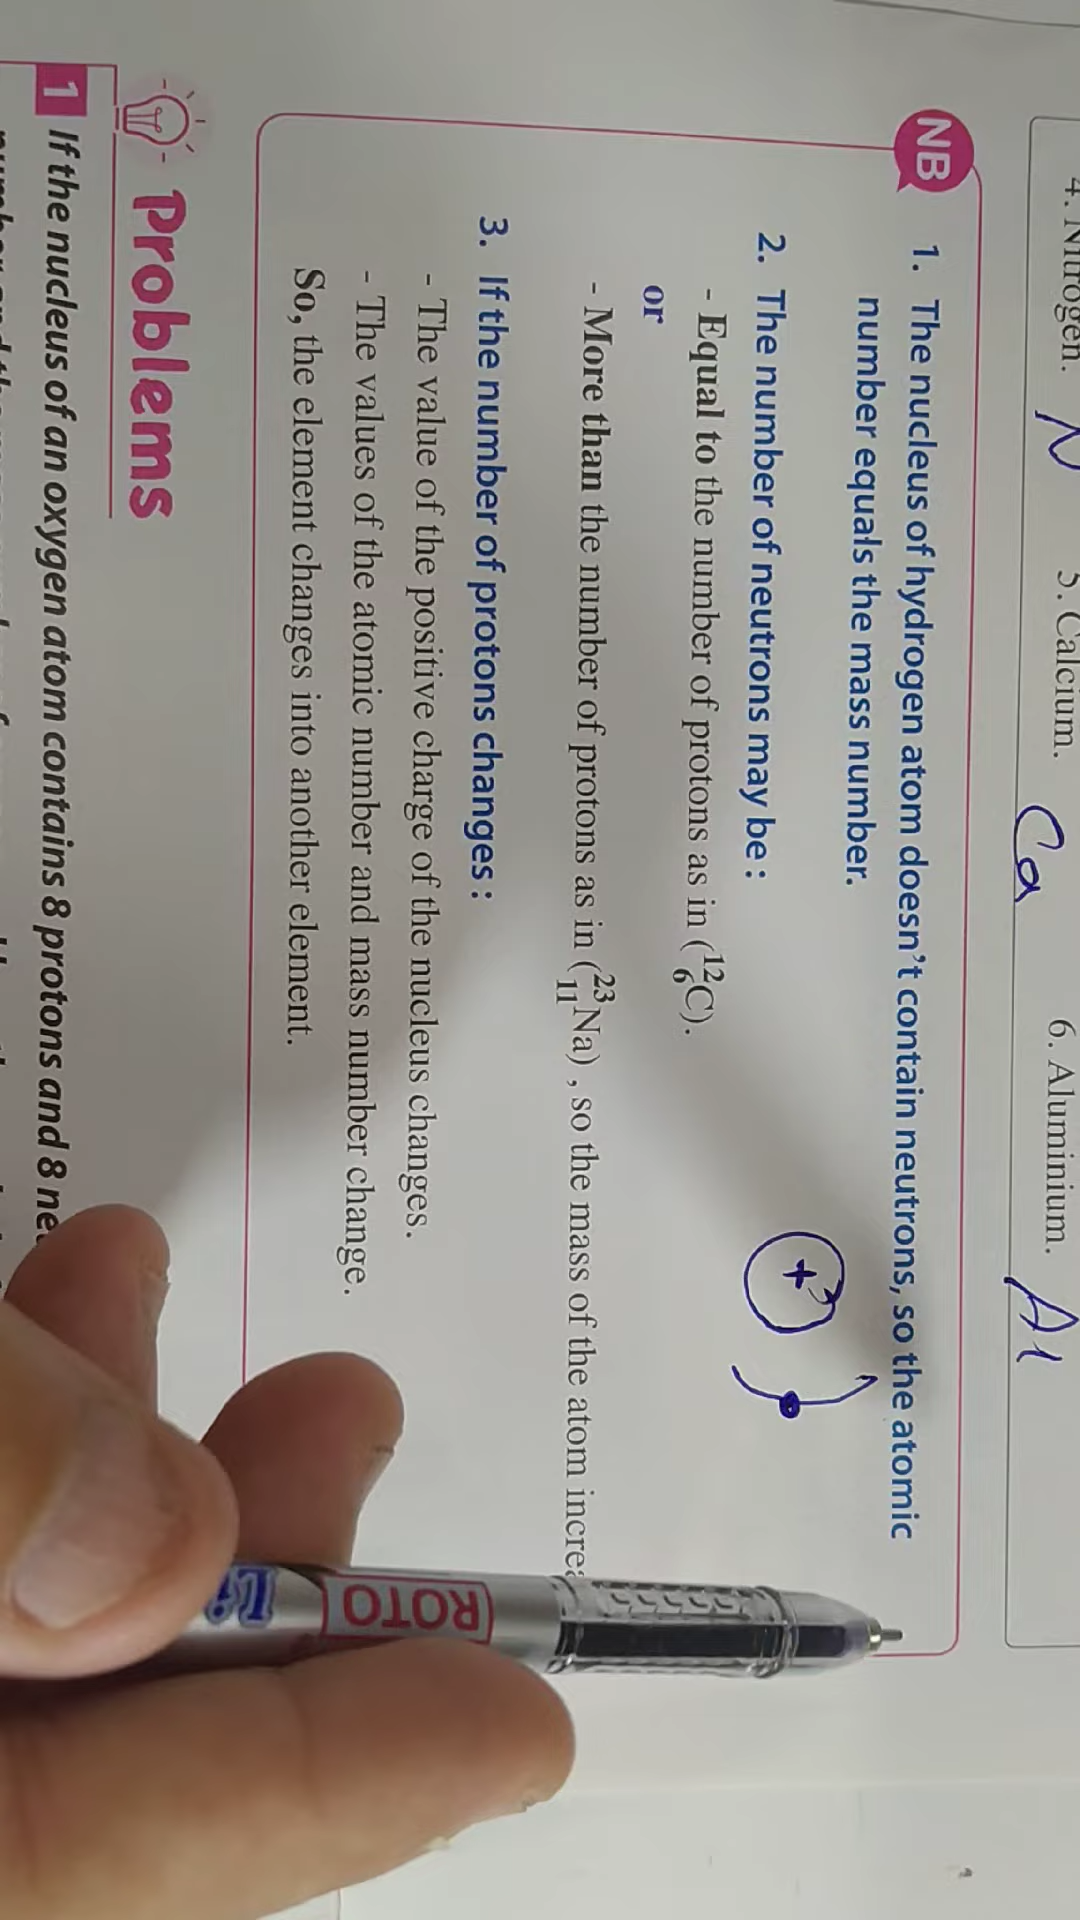 4. Nitrogen. N 5. Calcium. Ca 6. Aluminium. Al
NB
1. The nucleus of hydrogen atom doesn't contain neutrons, so the atomic
number equals the mass number.
2. The number of neutrons may be :
- Equal to the number of protons as in (¹²₆C).
or
- More than the number of protons as in (²³₁₁Na) , so the mass of the atom increa
3. If the number of protons changes :
- The value of the positive charge of the nucleus changes.
- The values of the atomic number and mass number change.
So, the element changes into another element.
Problems
1 If the nucleus of an oxygen atom contains 8 protons and 8 ne
ROTO